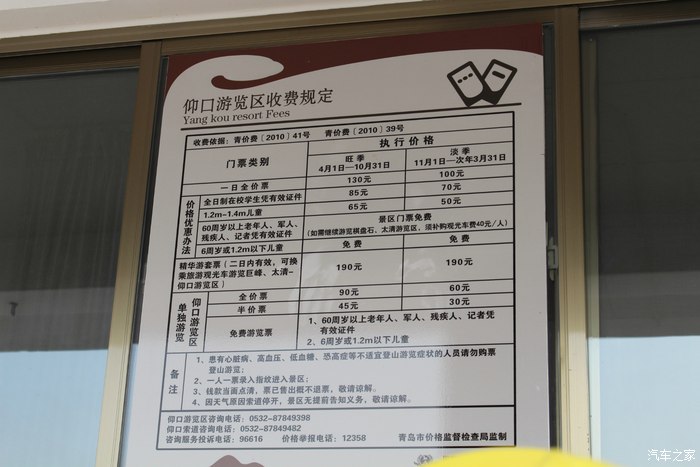 仰口游览区收费规定
Yang kou resort Fees
收费依据：青价费〔2010〕41号 青价费〔2010〕39号
门票类别
执行价格
旺季
4月1日—10月31日
淡季
11月1日—次年3月31日
一日全价票 130元 100元
价格优惠办法
全日制在校学生凭有效证件 85元 70元
1.2m-1.4m儿童 65元 50元
60周岁以上老年人、军人、
残疾人、记者凭有效证件
景区门票免费
(如需继续游览棋盘石、太清游览区，须补购观光车费40元/人)
6周岁或1.2m以下儿童 免费 免费
精华游套票（二日内有效，可换
乘旅游观光车游览巨峰、太清-
仰口游览区）
190元 190元
仰口游览区
单独游览
全价票 90元 60元
半价票 45元 30元
免费游览票
1、60周岁以上老年人、军人、残疾人、记者凭
有效证件
2、6周岁或1.2m以下儿童
备注
1、患有心脏病、高血压、低血糖、恐高症等不适宜登山游览症状的人员请勿购票
登山游览；
2、一人一票录入指纹进入景区；
3、钱款当面点清，票已售出概不退票，敬请谅解。
4、因天气原因索道停开，景区无提前告知义务，敬请谅解。
仰口游览区咨询电话：0532-87849398
仰口索道咨询电话：0532-87849482
咨询服务投诉电话：96616 价格举报电话：12358 青岛市价格监督检查局监制
汽车之家